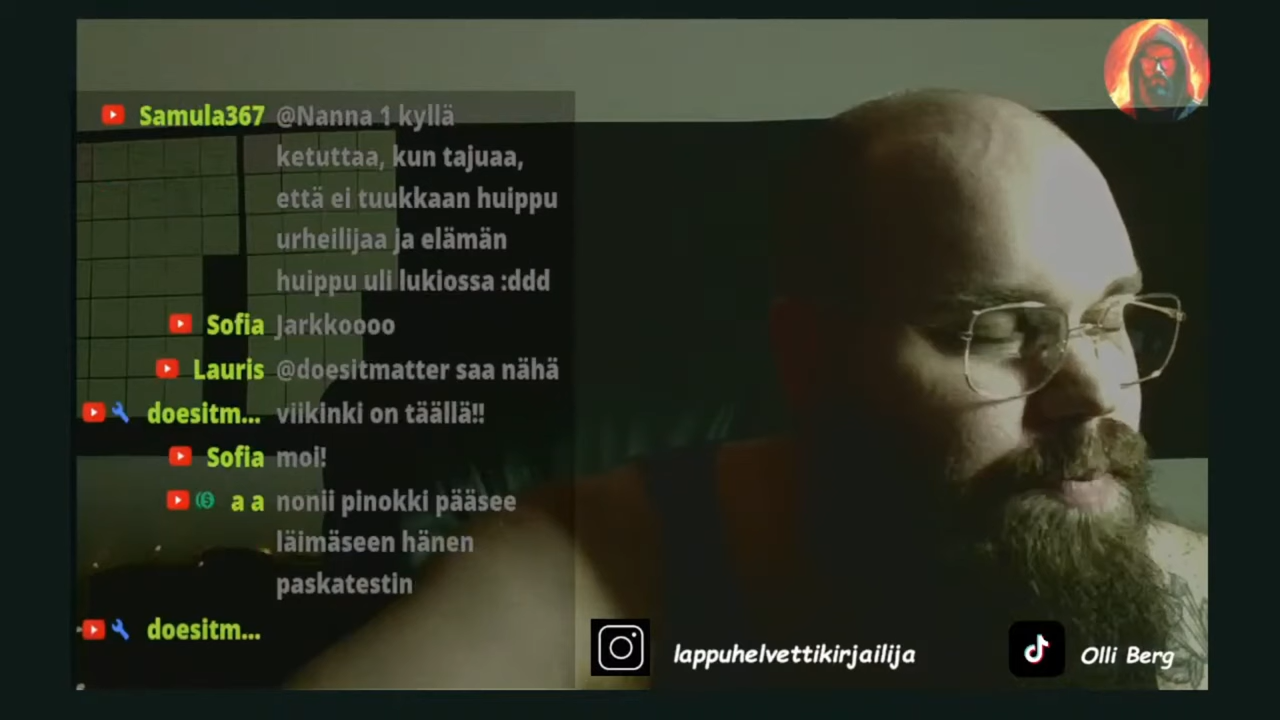 Samula367 @Nanna 1 kyllä
ketuttaa, kun tajuaa,
että ei tuukkaan huippu
urheilijaa ja elämän
huippu uli lukiossa :ddd
Sofia Jarkkoooo
Lauris @doesitmatter saa nähä
doesitm... viikinki on täällä!!
Sofia moi!
a a nonii pinokki pääsee
läimäseen hänen
paskatestin
doesitm...
lappuhelvettikirjailija
Olli Berg